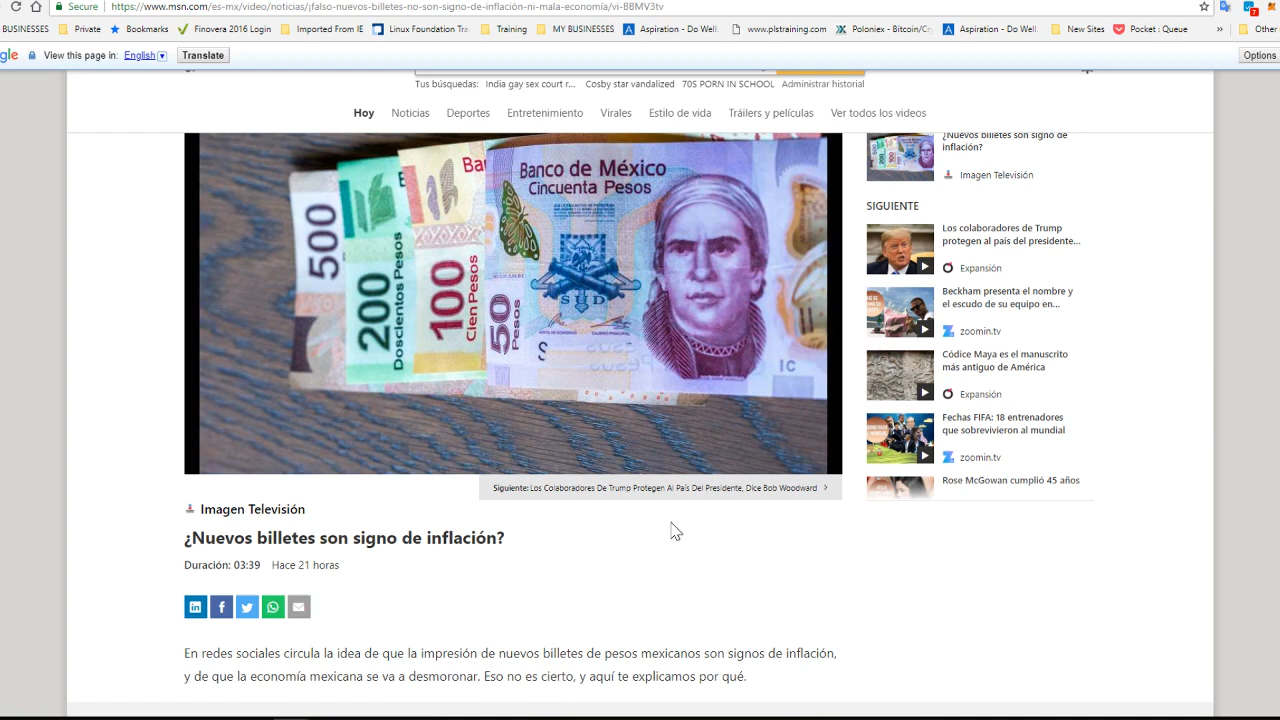 Secure https://www.msn.com/es-mx/video/noticias/¡falso-nuevos-billetes-no-son-signo-de-inflación-ni-mala-economía/vi-BBMV3tv
7
BUSINESSES Private Bookmarks Finovera 2016 Login Imported From IE Linux Foundation Tra Training MY BUSINESSES Aspiration - Do Well. www.plstraining.com Poloniex - Bitcoin/Cry Aspiration - Do Well. New Sites Pocket : Queue » Other
gle View this page in: English Translate Options
Tus búsquedas: India gay sex court r... Cosby star vandalized 70S PORN IN SCHOOL Administrar historial
Hoy Noticias Deportes Entretenimiento Virales Estilo de vida Tráilers y películas Ver todos los videos
500
200
Doscientos Pesos
100
Cien Pesos
Banco de México
Cincuenta Pesos
SUD
50
Pesos
IC
Siguiente: Los Colaboradores De Trump Protegen Al País Del Presidente, Dice Bob Woodward
Imagen Televisión
¿Nuevos billetes son signo de inflación?
Duración: 03:39 Hace 21 horas
in f
En redes sociales circula la idea de que la impresión de nuevos billetes de pesos mexicanos son signos de inflación,
y de que la economía mexicana se va a desmoronar. Eso no es cierto, y aquí te explicamos por qué.
¿Nuevos billetes son signo de
inflación?
Imagen Televisión
SIGUIENTE
Los colaboradores de Trump
protegen al país del presidente...
Expansión
Beckham presenta el nombre y
el escudo de su equipo en...
zoomin.tv
Códice Maya es el manuscrito
más antiguo de América
Expansión
Fechas FIFA: 18 entrenadores
que sobrevivieron al mundial
zoomin.tv
Rose McGowan cumplió 45 años